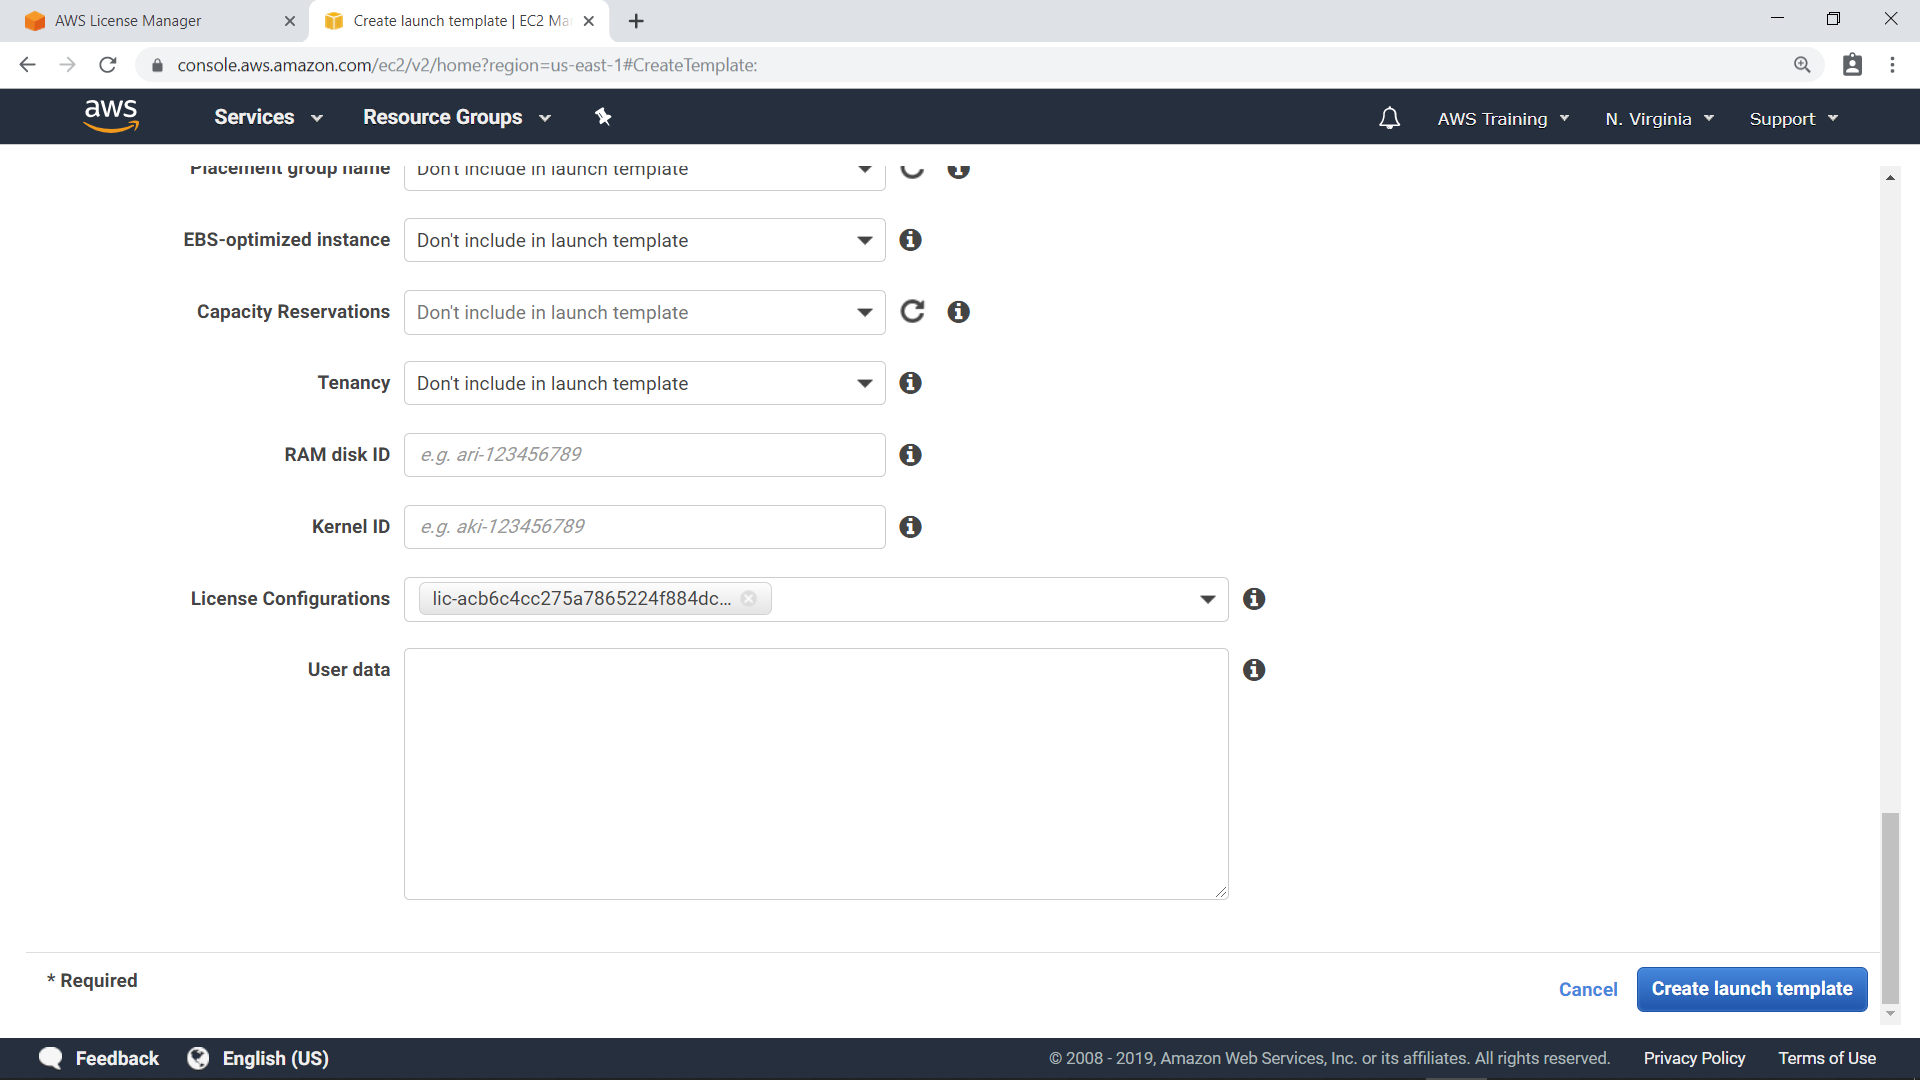 AWS License Manager
Create launch template | EC2 Ma
console.aws.amazon.com/ec2/v2/home?region=us-east-1#CreateTemplate:
aws Services Resource Groups AWS Training N. Virginia Support
Placement group name Don't include in launch template
EBS-optimized instance Don't include in launch template
Capacity Reservations Don't include in launch template
Tenancy Don't include in launch template
RAM disk ID e.g. ari-123456789
Kernel ID e.g. aki-123456789
License Configurations lic-acb6c4cc275a7865224f884dc...
User data
* Required
Cancel Create launch template
Feedback English (US) © 2008 - 2019, Amazon Web Services, Inc. or its affiliates. All rights reserved. Privacy Policy Terms of Use